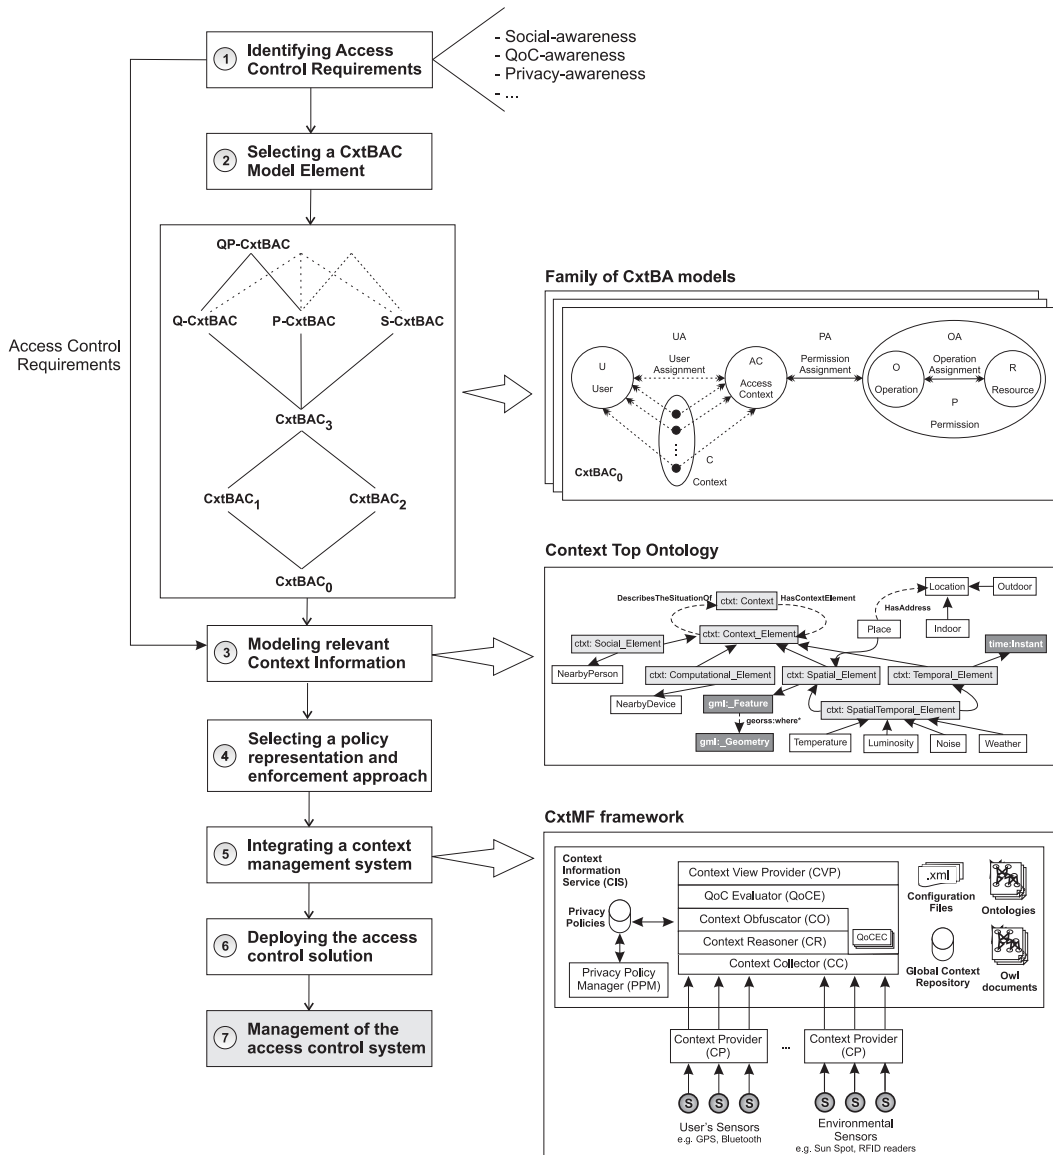 1 Identifying Access
Control Requirements
- Social-awareness
- QoC-awareness
- Privacy-awareness
- ...
2 Selecting a CxtBAC
Model Element
QP-CxtBAC
Q-CxtBAC P-CxtBAC S-CxtBAC
CxtBAC3
CxtBAC1 CxtBAC2
CxtBAC0
Access Control
Requirements
Family of CxtBA models
UA PA OA
U
User
User
Assignment
AC
Access
Context
Permission
Assignment
O
Operation
Operation
Assignment
R
Resource
P
Permission
C
Context
CxtBAC0
3 Modeling relevant
Context Information
Context Top Ontology
DescribesTheSituationOf
ctxt: Context
HasContextElement
Location
Outdoor
HasAddress
ctxt: Social_Element
ctxt: Context_Element
Place
Indoor
time:Instant
NearbyPerson
ctxt: Computational_Element
ctxt: Spatial_Element
ctxt: Temporal_Element
NearbyDevice
gml:_Feature
ctxt: SpatialTemporal_Element
georss:where*
gml:_Geometry
Temperature
Luminosity
Noise
Weather
4 Selecting a policy
representation and
enforcement approach
5 Integrating a context
management system
6 Deploying the access
control solution
7 Management of the
access control system
CxtMF framework
Context
Information
Service (CIS)
Privacy
Policies
Privacy Policy
Manager (PPM)
Context View Provider (CVP)
QoC Evaluator (QoCE)
Context Obfuscator (CO)
Context Reasoner (CR)
QoCEC
Context Collector (CC)
.xml
Configuration
Files
Ontologies
Global Context
Repository
Owl
documents
Context Provider
(CP)
...
Context Provider
(CP)
S S S S S S
User's Sensors
e.g. GPS, Bluetooth
Environmental
Sensors
e.g. Sun Spot, RFID readers